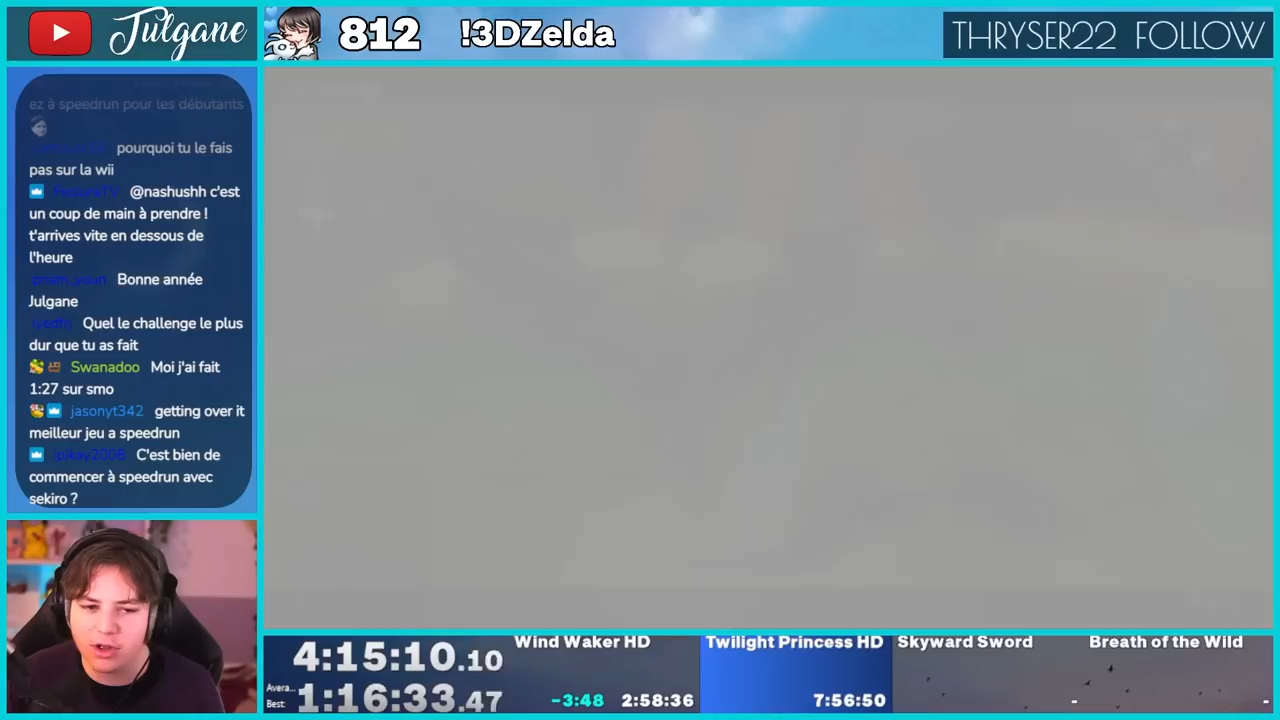 Julgane
812
!3DZelda
THRYSER22 FOLLOW
ez à speedrun pour les débutants
pourquoi tu le fais
pas sur la wii
@nashushh c'est
un coup de main à prendre !
t'arrives vite en dessous de
l'heure
Bonne année
Julgane
Quel le challenge le plus
dur que tu as fait
Swanadoo Moi j'ai fait
1:27 sur smo
jasonyt342 getting over it
meilleur jeu a speedrun
C'est bien de
commencer à speedrun avec
sekiro ?
4:15:10.10
Avera...
Best:
1:16:33.47
Wind Waker HD
-3:48 2:58:36
Twilight Princess HD
7:56:50
Skyward Sword
-
Breath of the Wild
-